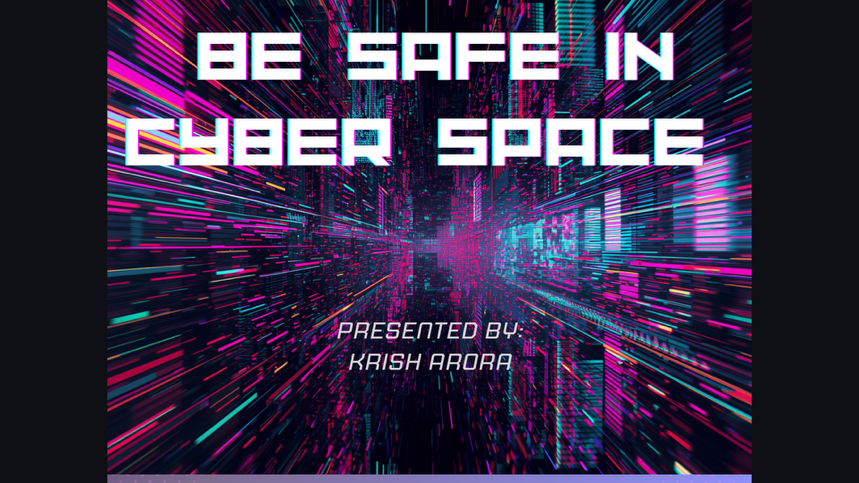 BE SAFE IN
CYBER SPACE
PRESENTED BY:
KRISH ARORA